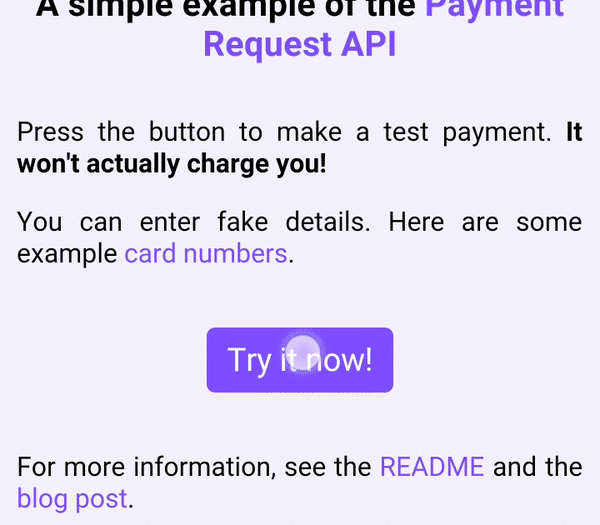 A simple example of the Payment
Request API
Press the button to make a test payment. It
won't actually charge you!
You can enter fake details. Here are some
example card numbers.
Try it now!
For more information, see the README and the
blog post.